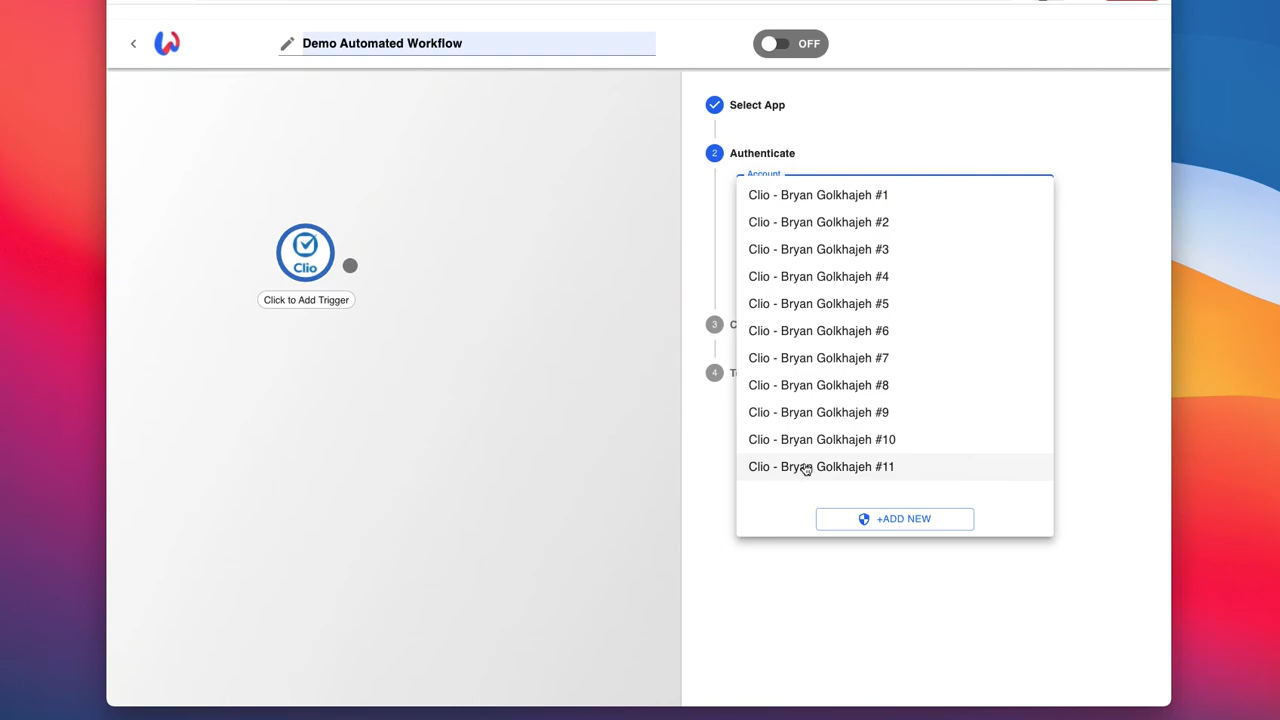 Demo Automated Workflow
OFF
Select App
2 Authenticate
Account
Clio - Bryan Golkhajeh #1
Clio - Bryan Golkhajeh #2
Clio - Bryan Golkhajeh #3
Clio - Bryan Golkhajeh #4
Clio - Bryan Golkhajeh #5
Clio - Bryan Golkhajeh #6
Clio - Bryan Golkhajeh #7
Clio - Bryan Golkhajeh #8
Clio - Bryan Golkhajeh #9
Clio - Bryan Golkhajeh #10
Clio - Bryan Golkhajeh #11
+ADD NEW
3
4
Clio
Click to Add Trigger